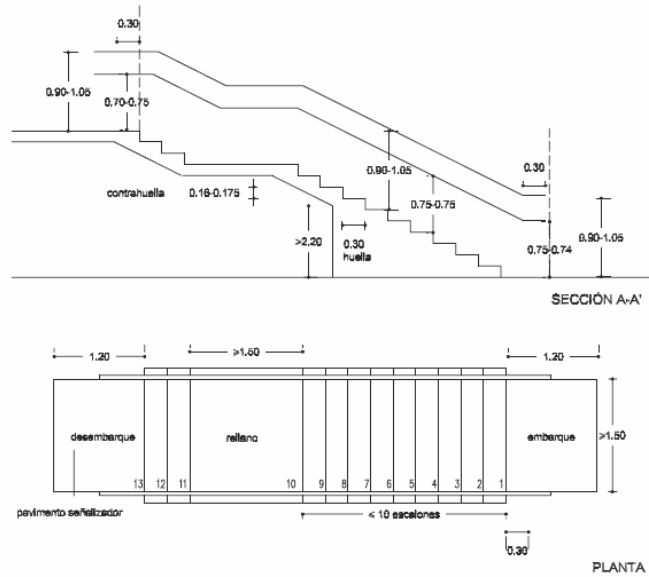 0.30
0.90-1.05
0.70-0.75
contrahuella
0.16-0.175
0.90-1.05
0.75-0.75
0.30
>2,20
0.30
huella
0.75-0.74
0.90-1.05
SECCIÓN A-A'
1.20
≥1.50
1.20
desembarque
rellano
embarque
>1.50
13 12 11 10 9 8 7 6 5 4 3 2 1
pavimento señalizador
≤ 10 escalones
0.30
PLANTA